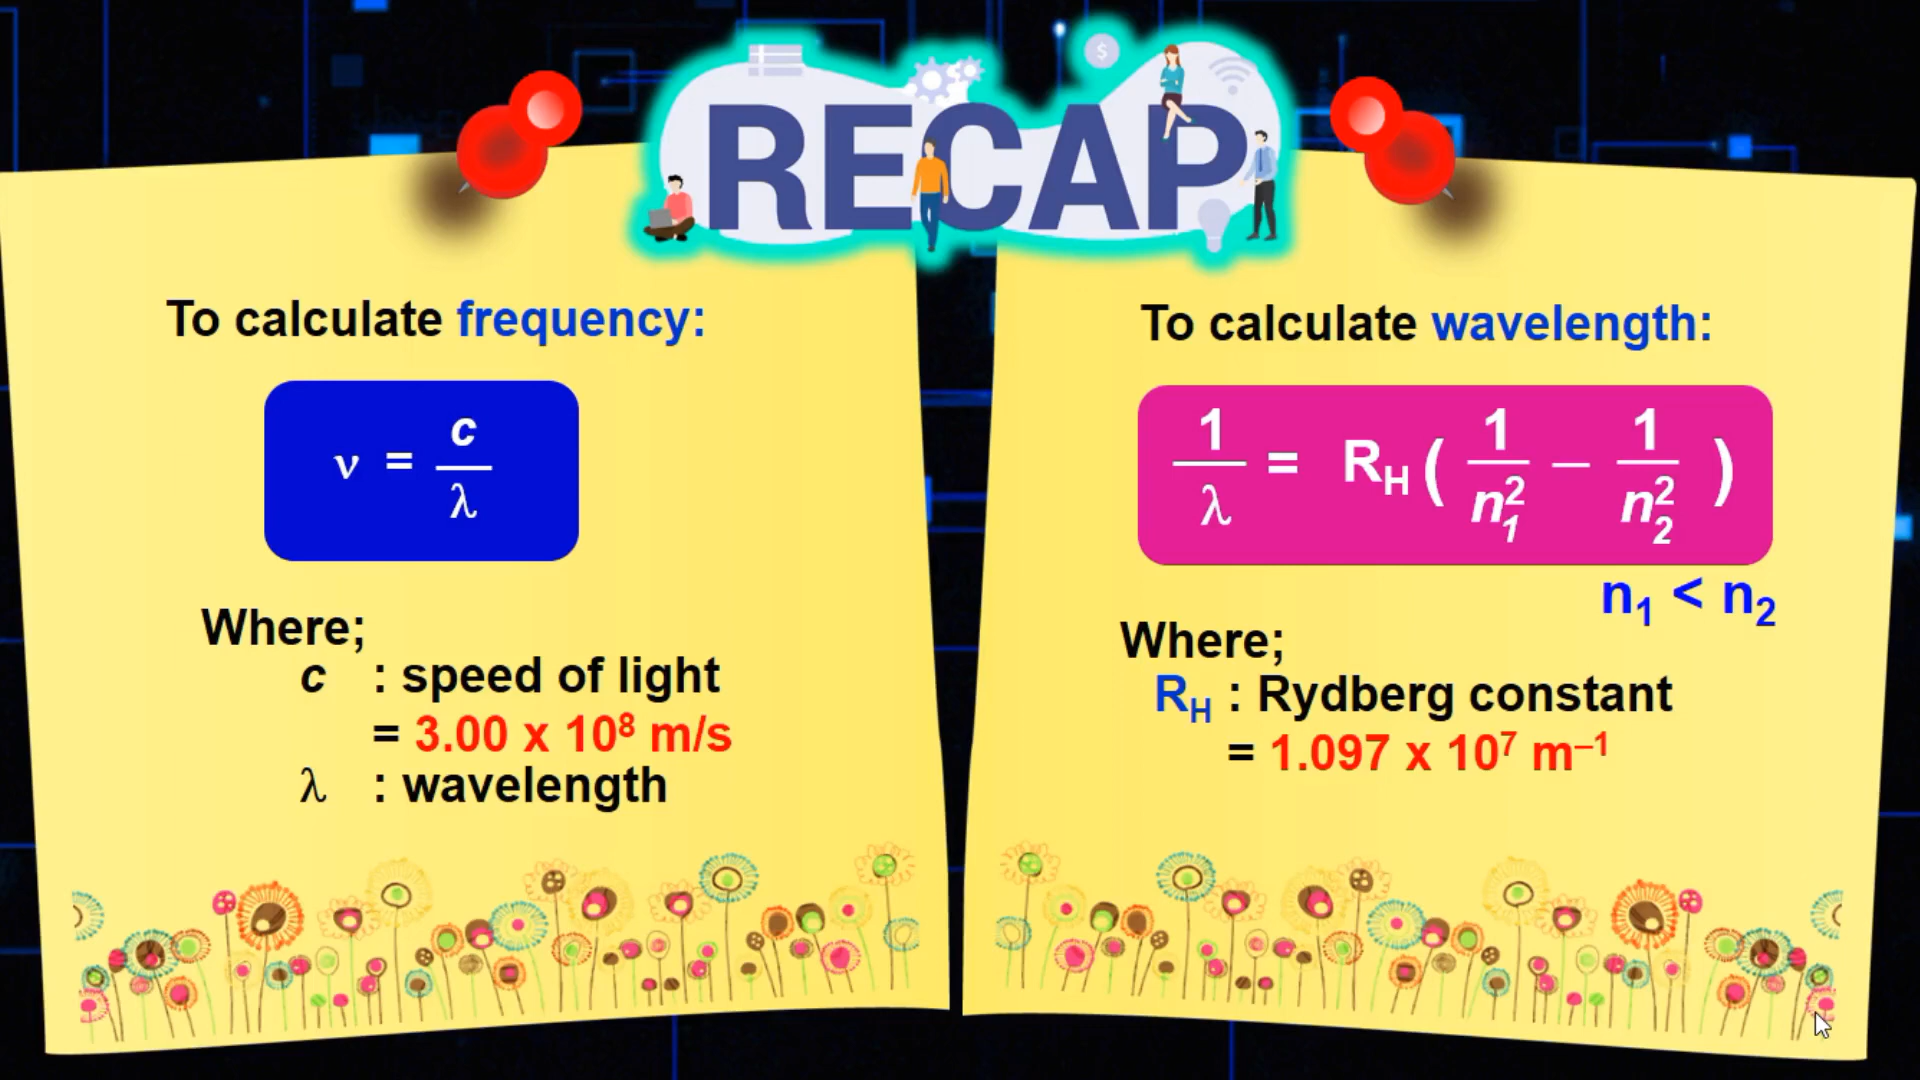 RECAP
To calculate frequency:
ν = c/λ
Where;
c : speed of light
= 3.00 x 10⁸ m/s
λ : wavelength
To calculate wavelength:
1/λ = R_H ( 1/n₁² − 1/n₂² )
n₁ < n₂
Where;
R_H : Rydberg constant
= 1.097 x 10⁷ m⁻¹